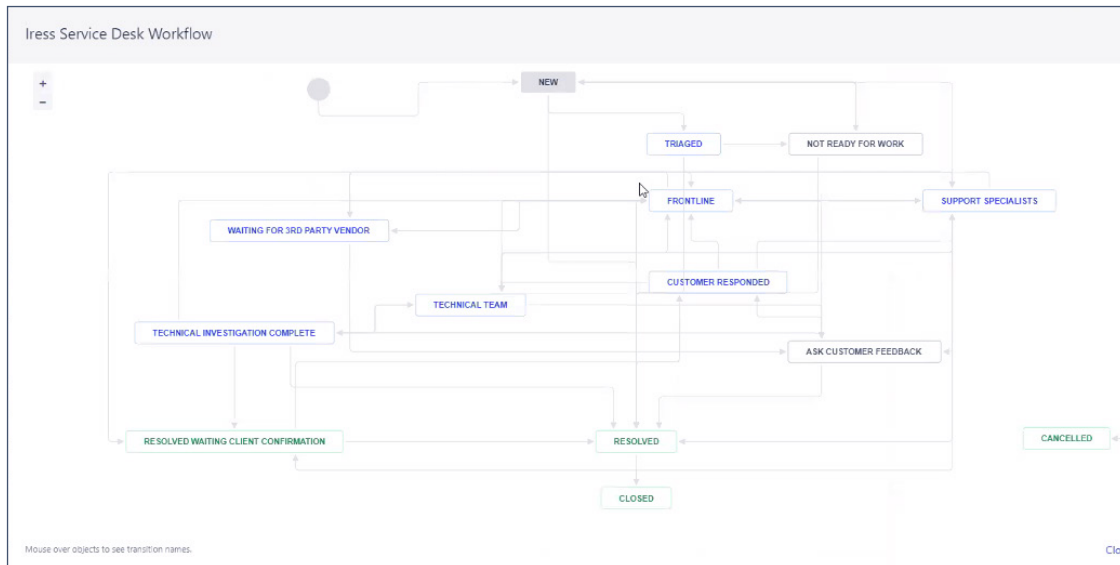 Iress Service Desk Workflow
+
−
NEW
TRIAGED
NOT READY FOR WORK
FRONTLINE
SUPPORT SPECIALISTS
WAITING FOR 3RD PARTY VENDOR
CUSTOMER RESPONDED
TECHNICAL TEAM
TECHNICAL INVESTIGATION COMPLETE
ASK CUSTOMER FEEDBACK
RESOLVED WAITING CLIENT CONFIRMATION
RESOLVED
CANCELLED
CLOSED
Mouse over objects to see transition names.
Clo